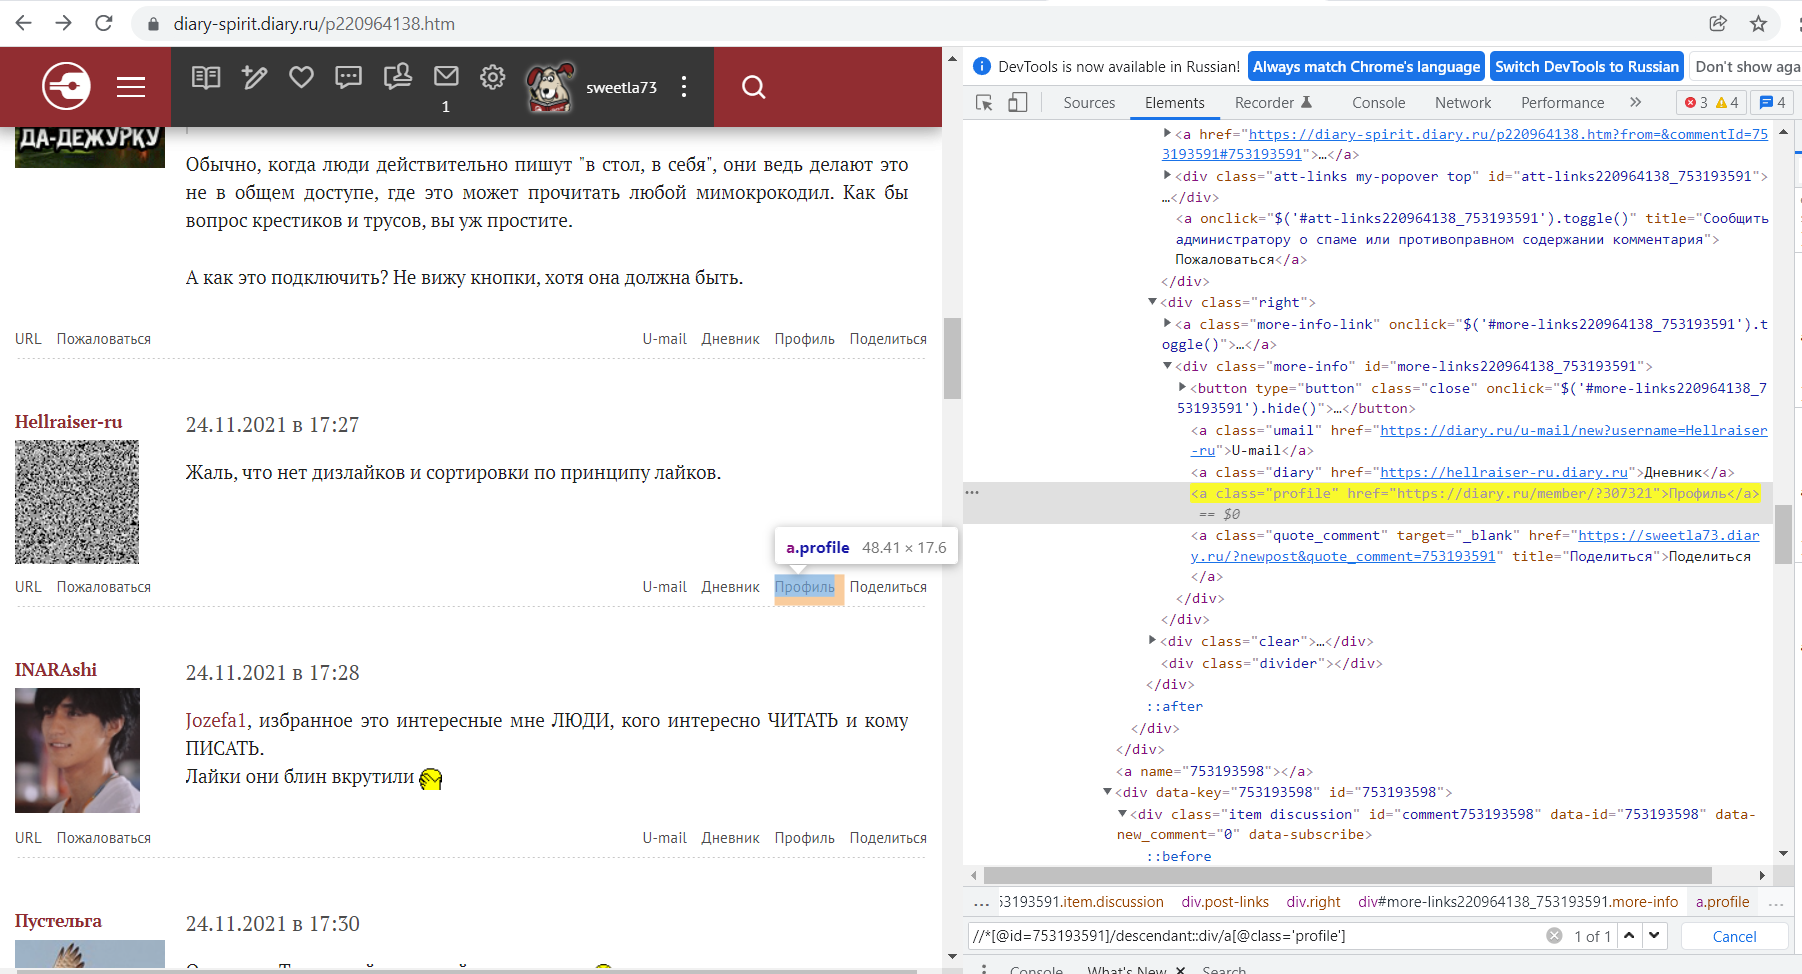 diary-spirit.diary.ru/p220964138.htm
1
sweetla73
ДА-ДЕЖУРКУ
Обычно, когда люди действительно пишут "в стол, в себя", они ведь делают это
не в общем доступе, где это может прочитать любой мимокрокодил. Как бы
вопрос крестиков и трусов, вы уж простите.
А как это подключить? Не вижу кнопки, хотя она должна быть.
URL Пожаловаться U-mail Дневник Профиль Поделиться
Hellraiser-ru 24.11.2021 в 17:27
Жаль, что нет дизлайков и сортировки по принципу лайков.
a.profile 48.41 × 17.6
URL Пожаловаться U-mail Дневник Профиль Поделиться
INARAshi 24.11.2021 в 17:28
Jozefa1, избранное это интересные мне ЛЮДИ, кого интересно ЧИТАТЬ и кому
ПИСАТЬ.
Лайки они блин вкрутили
URL Пожаловаться U-mail Дневник Профиль Поделиться
Пустельга 24.11.2021 в 17:30
DevTools is now available in Russian! Always match Chrome's language Switch DevTools to Russian Don't show aga
Sources Elements Recorder Console Network Performance » 3 4 4
<a href="https://diary-spirit.diary.ru/p220964138.htm?from=&commentId=75
3193591#753193591">…</a>
<div class="att-links my-popover top" id="att-links220964138_753193591">
…</div>
<a onclick="$('#att-links220964138_753193591').toggle()" title="Сообщить
администратору о спаме или противоправном содержании комментария">
Пожаловаться</a>
</div>
<div class="right">
<a class="more-info-link" onclick="$('#more-links220964138_753193591').t
oggle()">…</a>
<div class="more-info" id="more-links220964138_753193591">
<button type="button" class="close" onclick="$('#more-links220964138_7
53193591').hide()">…</button>
<a class="umail" href="https://diary.ru/u-mail/new?username=Hellraiser
-ru">U-mail</a>
<a class="diary" href="https://hellraiser-ru.diary.ru">Дневник</a>
… <a class="profile" href="https://diary.ru/member/?307321">Профиль</a>
== $0
<a class="quote_comment" target="_blank" href="https://sweetla73.diar
y.ru/?newpost&quote_comment=753193591" title="Поделиться">Поделиться
</a>
</div>
</div>
<div class="clear">…</div>
<div class="divider"></div>
</div>
::after
</div>
</div>
<a name="753193598"></a>
<div data-key="753193598" id="753193598">
<div class="item discussion" id="comment753193598" data-id="753193598" data-
new_comment="0" data-subscribe>
::before
… 53193591.item.discussion div.post-links div.right div#more-links220964138_753193591.more-info a.profile …
//*[@id=753193591]/descendant::div/a[@class='profile'] 1 of 1 Cancel
Console What's New Search